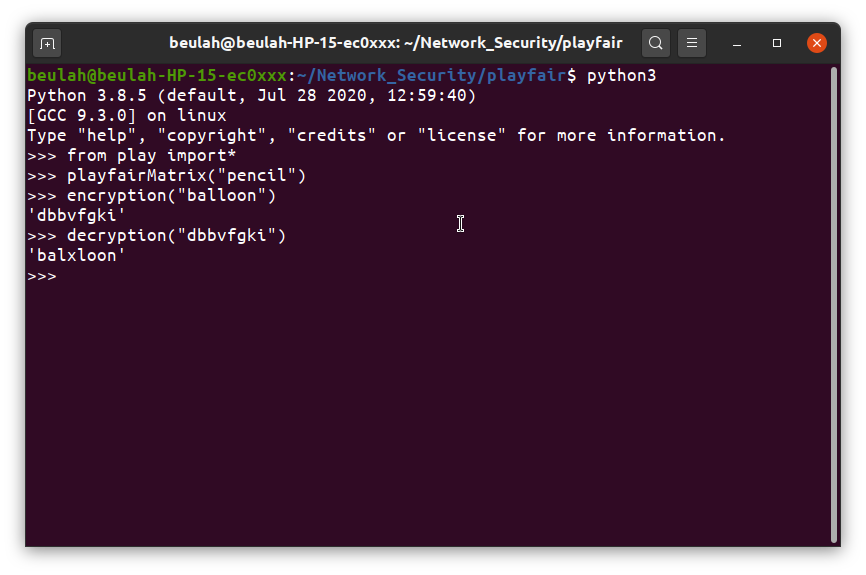 beulah@beulah-HP-15-ec0xxx: ~/Network_Security/playfair
beulah@beulah-HP-15-ec0xxx:~/Network_Security/playfair$ python3
Python 3.8.5 (default, Jul 28 2020, 12:59:40)
[GCC 9.3.0] on linux
Type "help", "copyright", "credits" or "license" for more information.
>>> from play import*
>>> playfairMatrix("pencil")
>>> encryption("balloon")
'dbbvfgki'
>>> decryption("dbbvfgki")
'balxloon'
>>>